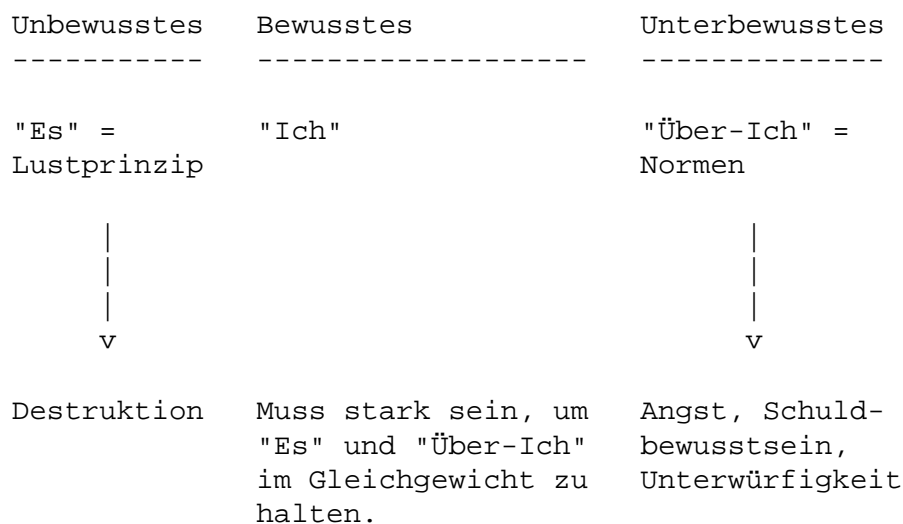 Unbewusstes Bewusstes Unterbewusstes
----------- ------------------- --------------
"Es" = "Ich" "Über-Ich" =
Lustprinzip Normen
| |
| |
| |
v v
Destruktion Muss stark sein, um Angst, Schuld-
"Es" und "Über-Ich" bewusstsein,
im Gleichgewicht zu Unterwürfigkeit
halten.